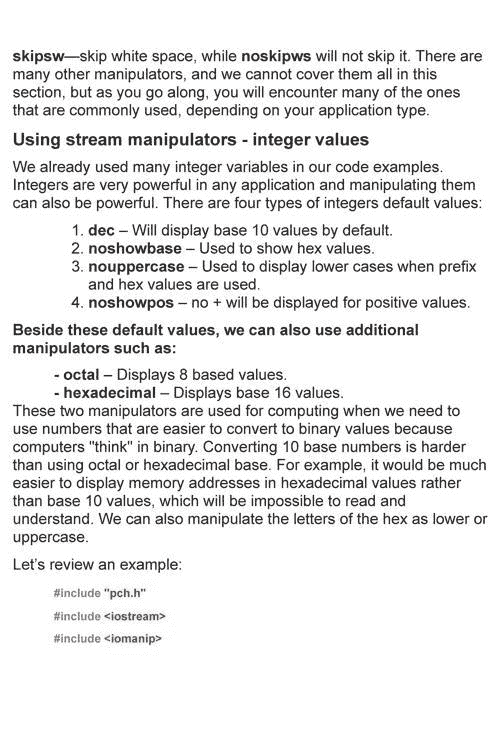 skipsw—skip white space, while noskipws will not skip it. There are
many other manipulators, and we cannot cover them all in this
section, but as you go along, you will encounter many of the ones
that are commonly used, depending on your application type.
Using stream manipulators - integer values
We already used many integer variables in our code examples.
Integers are very powerful in any application and manipulating them
can also be powerful. There are four types of integers default values:
1. dec – Will display base 10 values by default.
2. noshowbase – Used to show hex values.
3. nouppercase – Used to display lower cases when prefix
and hex values are used.
4. noshowpos – no + will be displayed for positive values.
Beside these default values, we can also use additional
manipulators such as:
- octal – Displays 8 based values.
- hexadecimal – Displays base 16 values.
These two manipulators are used for computing when we need to
use numbers that are easier to convert to binary values because
computers "think" in binary. Converting 10 base numbers is harder
than using octal or hexadecimal base. For example, it would be much
easier to display memory addresses in hexadecimal values rather
than base 10 values, which will be impossible to read and
understand. We can also manipulate the letters of the hex as lower or
uppercase.
Let's review an example:
#include "pch.h"
#include <iostream>
#include <iomanip>